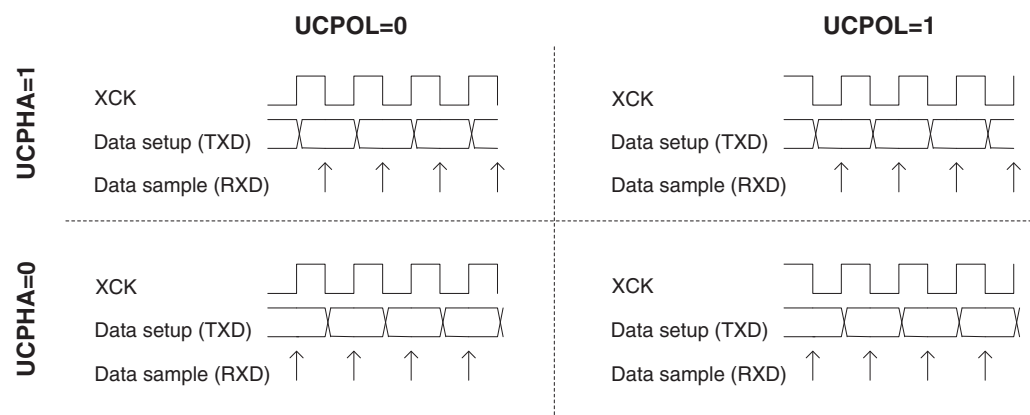 UCPOL=0
UCPOL=1
UCPHA=1
XCK
Data setup (TXD)
Data sample (RXD)
XCK
Data setup (TXD)
Data sample (RXD)
UCPHA=0
XCK
Data setup (TXD)
Data sample (RXD)
XCK
Data setup (TXD)
Data sample (RXD)